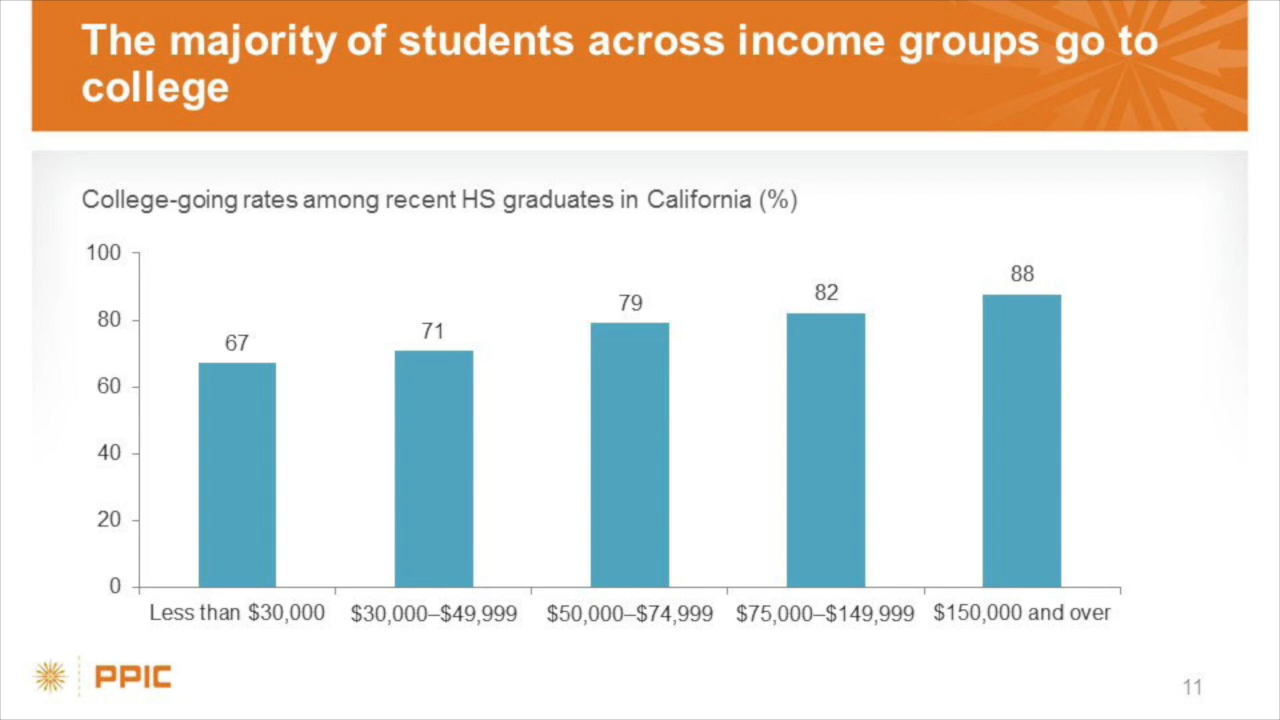 The majority of students across income groups go to
college
College-going rates among recent HS graduates in California (%)
100
80
60
40
20
0
67
71
79
82
88
Less than $30,000
$30,000–$49,999
$50,000–$74,999
$75,000–$149,999
$150,000 and over
PPIC
11